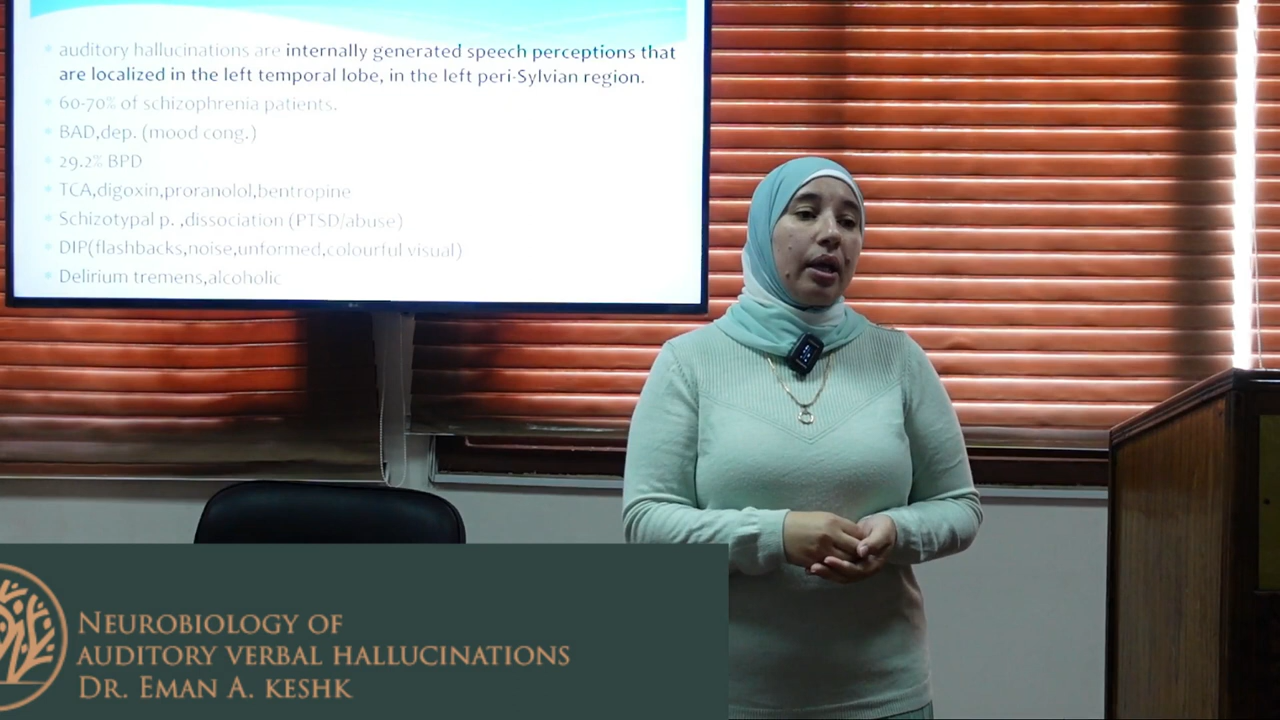 auditory hallucinations are internally generated speech perceptions that
are localized in the left temporal lobe, in the left peri-Sylvian region.
60-70% of schizophrenia patients.
BAD,dep. (mood cong.)
29.2% BPD
TCA,digoxin,proranolol,bentropine
Schizotypal p. ,dissociation (PTSD/abuse)
DIP(flashbacks,noise,unformed,colourful visual)
Delirium tremens,alcoholic
NEUROBIOLOGY OF
AUDITORY VERBAL HALLUCINATIONS
DR. EMAN A. KESHK